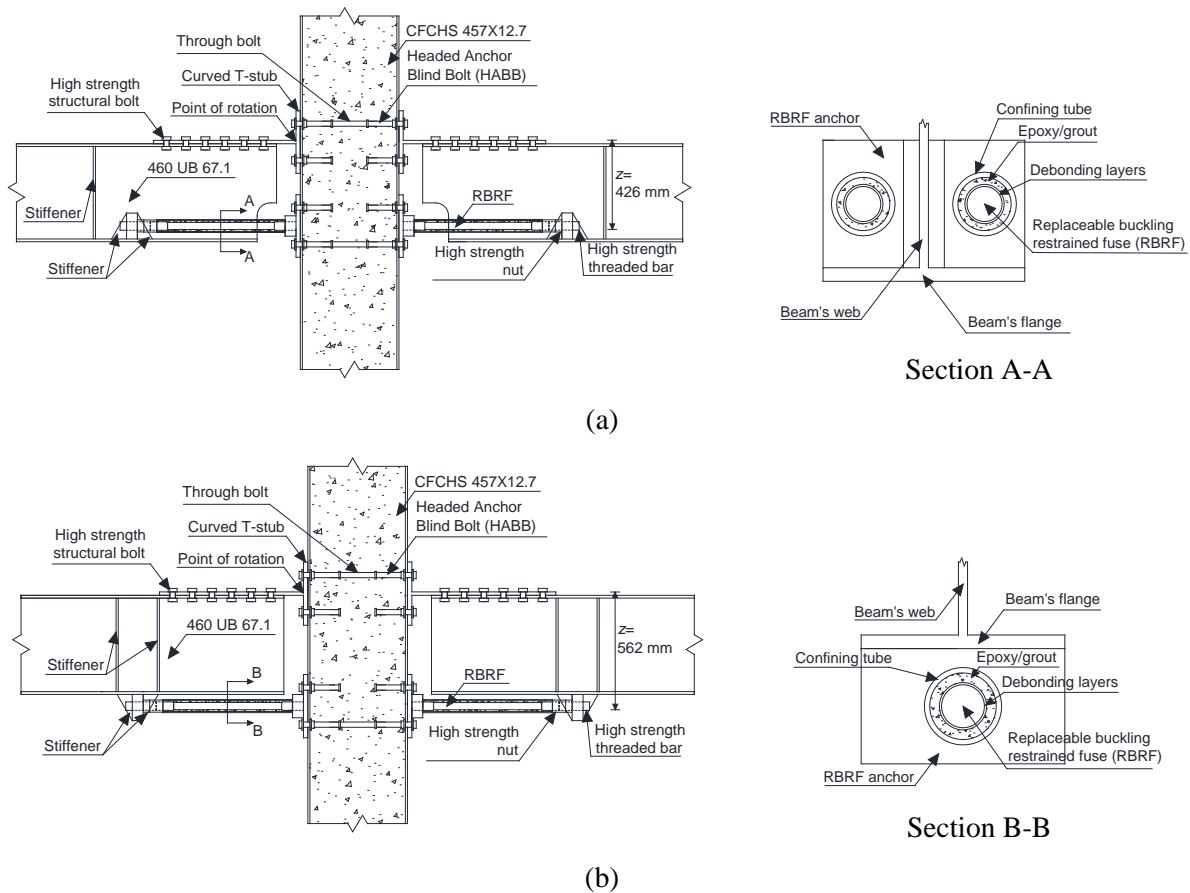 CFCHS 457X12.7
Through bolt
Headed Anchor
Blind Bolt (HABB)
Curved T-stub
High strength
structural bolt
Point of rotation
460 UB 67.1
z=
426 mm
Stiffener
A
A
RBRF
Stiffener
High strength
nut
High strength
threaded bar
Confining tube
RBRF anchor
Epoxy/grout
Debonding layers
Replaceable buckling
restrained fuse (RBRF)
Beam's web
Beam's flange
Section A-A
(a)
CFCHS 457X12.7
Through bolt
Headed Anchor
Blind Bolt (HABB)
Curved T-stub
High strength
structural bolt
Point of rotation
460 UB 67.1
z=
562 mm
Stiffener
B
B
RBRF
Stiffener
High strength
nut
High strength
threaded bar
Beam's web
Beam's flange
Confining tube
Epoxy/grout
Debonding layers
Replaceable buckling
restrained fuse (RBRF)
RBRF anchor
Section B-B
(b)